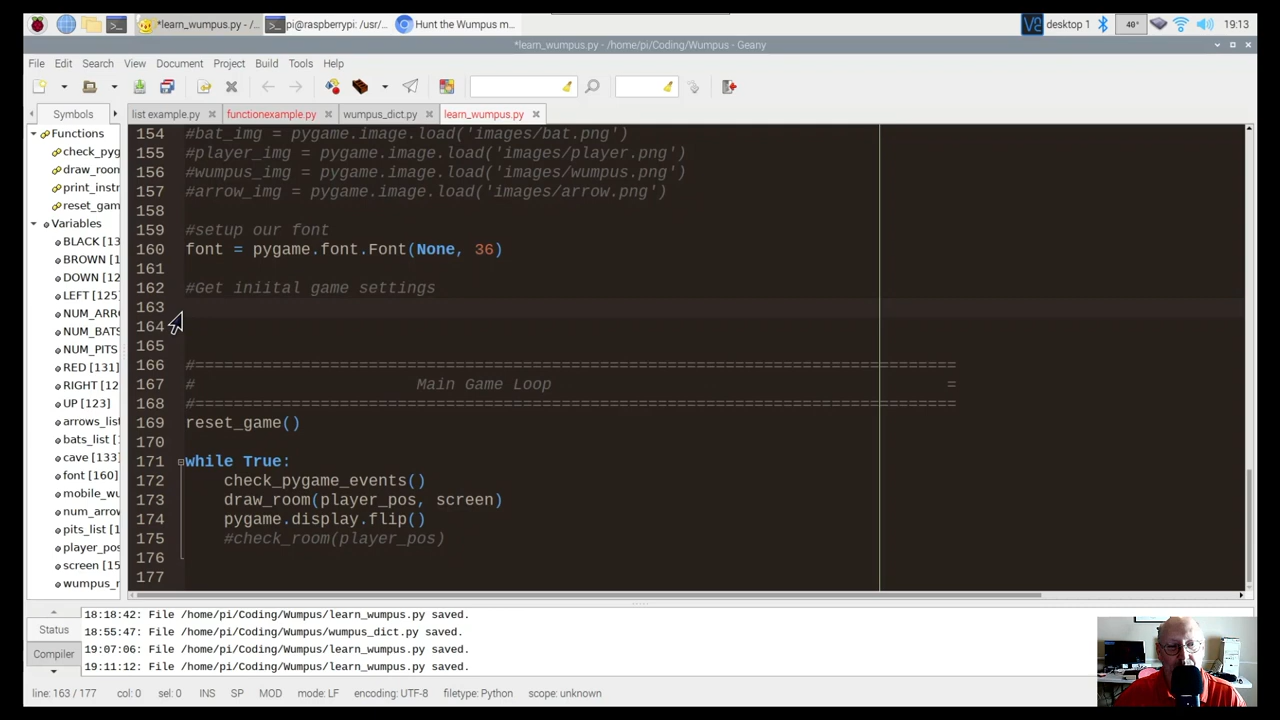 *learn_wumpus.py - /...
pi@raspberrypi: /usr/...
Hunt the Wumpus m...
desktop 1
40°
19:13
*learn_wumpus.py - /home/pi/Coding/Wumpus - Geany
File Edit Search View Document Project Build Tools Help
Symbols
list example.py
functionexample.py
wumpus_dict.py
learn_wumpus.py
Functions
check_pyg
draw_room
print_instr
reset_gam
Variables
BLACK [13
BROWN [12
DOWN [12
LEFT [125]
NUM_ARR
NUM_BATS
NUM_PITS
RED [131]
RIGHT [12
UP [123]
arrows_list
bats_list [1
cave [133]
font [160]
mobile_wu
num_arrow
pits_list [1
player_pos
screen [15
wumpus_r
154 #bat_img = pygame.image.load('images/bat.png')
155 #player_img = pygame.image.load('images/player.png')
156 #wumpus_img = pygame.image.load('images/wumpus.png')
157 #arrow_img = pygame.image.load('images/arrow.png')
158
159 #setup our font
160 font = pygame.font.Font(None, 36)
161
162 #Get iniital game settings
163
164
165
166 #================================================================================
167 # Main Game Loop =
168 #================================================================================
169 reset_game()
170
171 while True:
172 check_pygame_events()
173 draw_room(player_pos, screen)
174 pygame.display.flip()
175 #check_room(player_pos)
176
177
Status
Compiler
18:18:42: File /home/pi/Coding/Wumpus/learn_wumpus.py saved.
18:55:47: File /home/pi/Coding/Wumpus/wumpus_dict.py saved.
19:07:06: File /home/pi/Coding/Wumpus/learn_wumpus.py saved.
19:11:12: File /home/pi/Coding/Wumpus/learn_wumpus.py saved.
line: 163 / 177 col: 0 sel: 0 INS SP MOD mode: LF encoding: UTF-8 filetype: Python scope: unknown